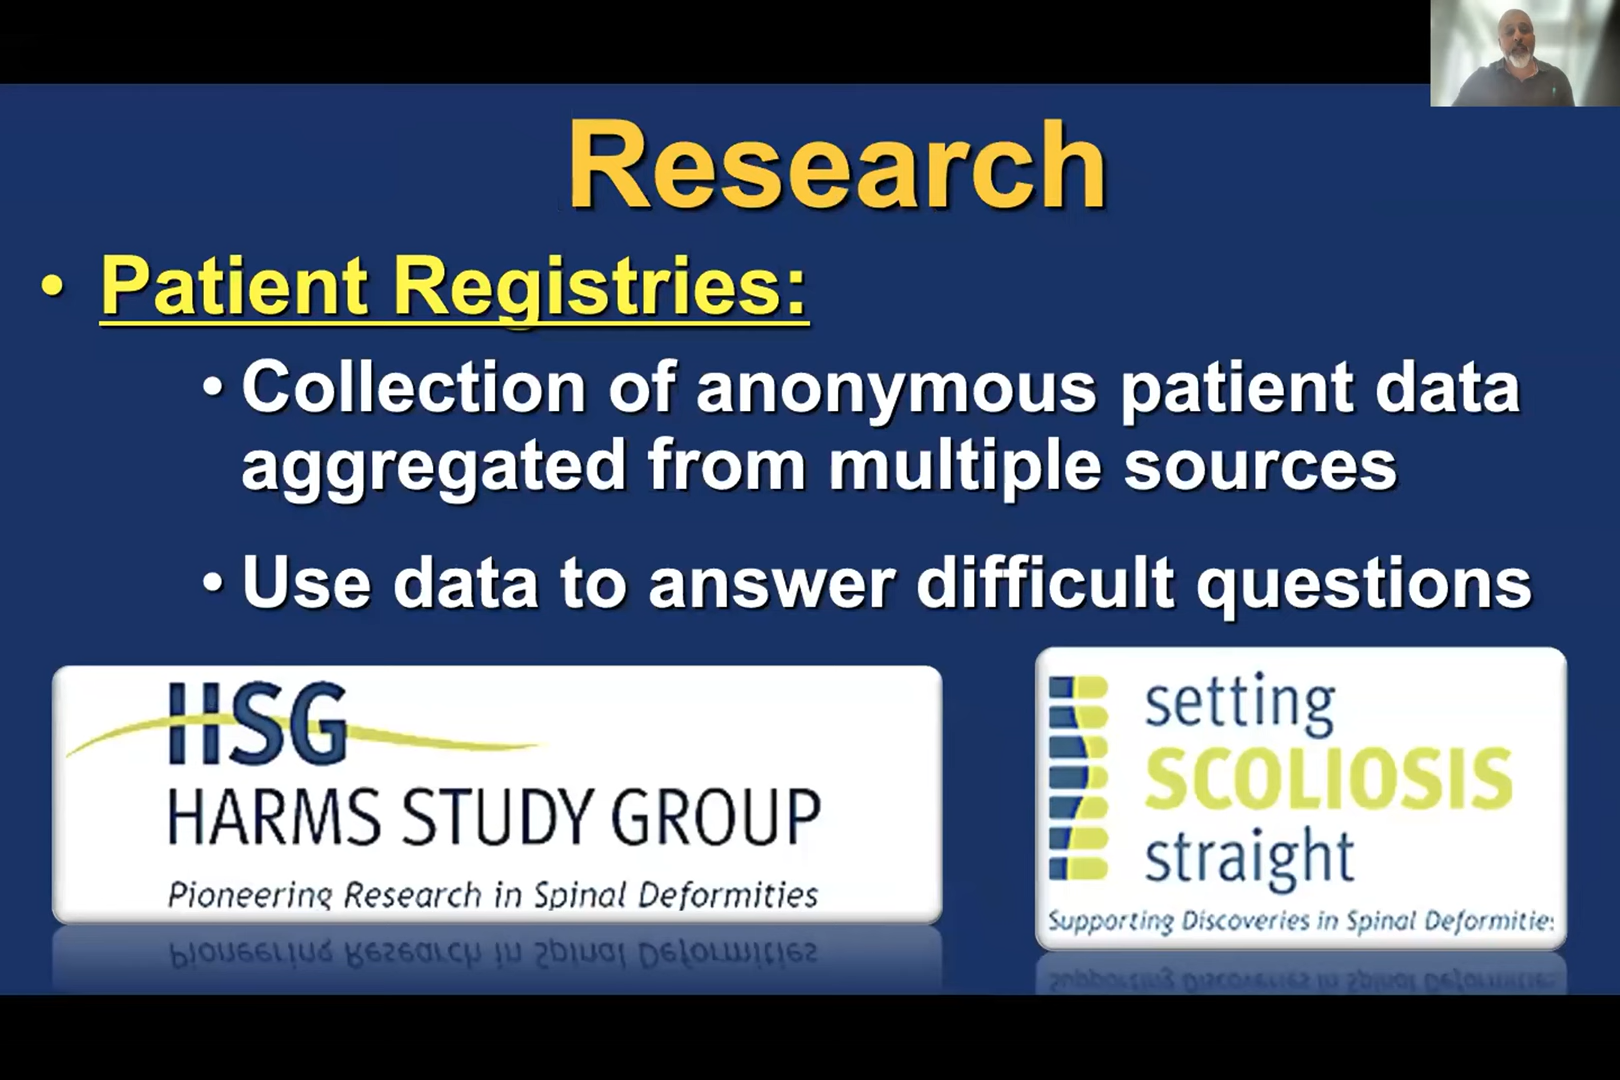 Research
• Patient Registries:
• Collection of anonymous patient data
aggregated from multiple sources
• Use data to answer difficult questions
HSG
HARMS STUDY GROUP
Pioneering Research in Spinal Deformities
setting
SCOLIOSIS
straight
Supporting Discoveries in Spinal Deformities